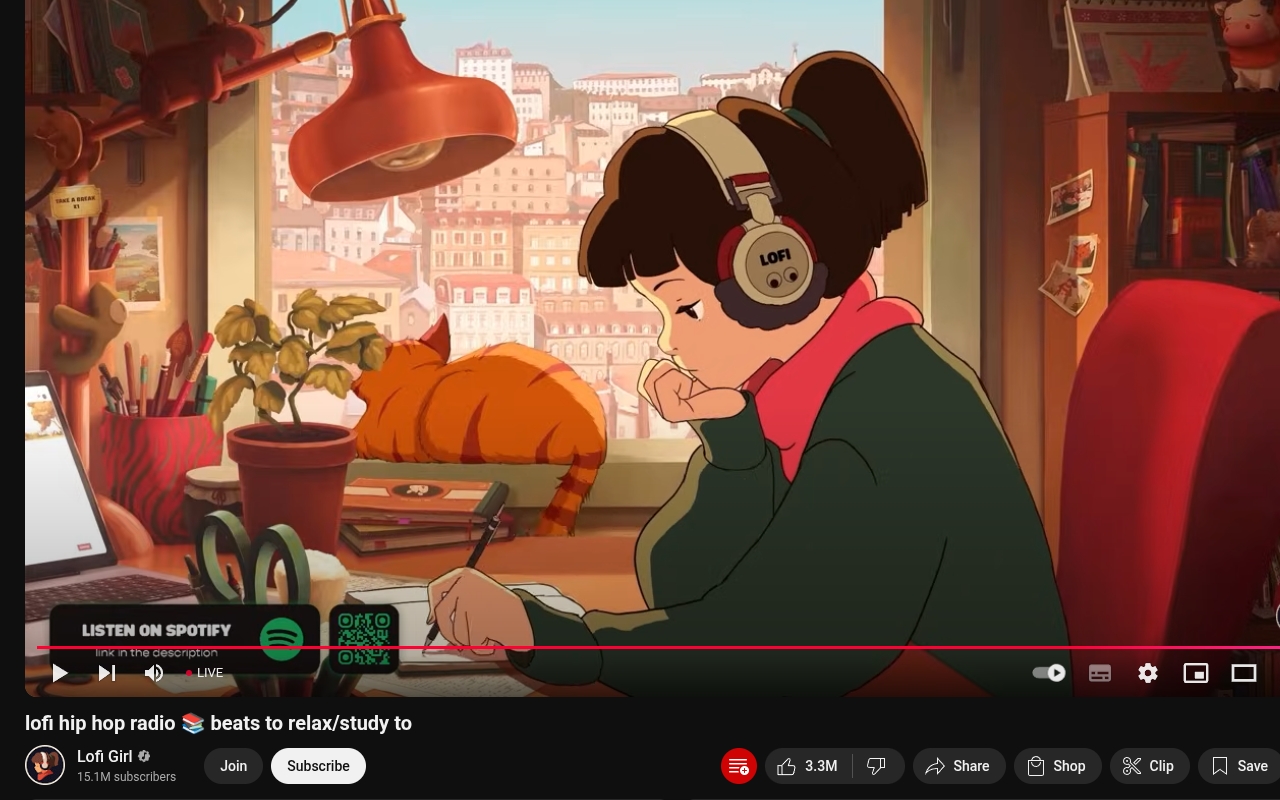 TAKE A BREAK
X1
LOFI
LISTEN ON SPOTIFY
link in the description
LIVE
lofi hip hop radio 📚 beats to relax/study to
Lofi Girl
15.1M subscribers
Join
Subscribe
3.3M
Share
Shop
Clip
Save